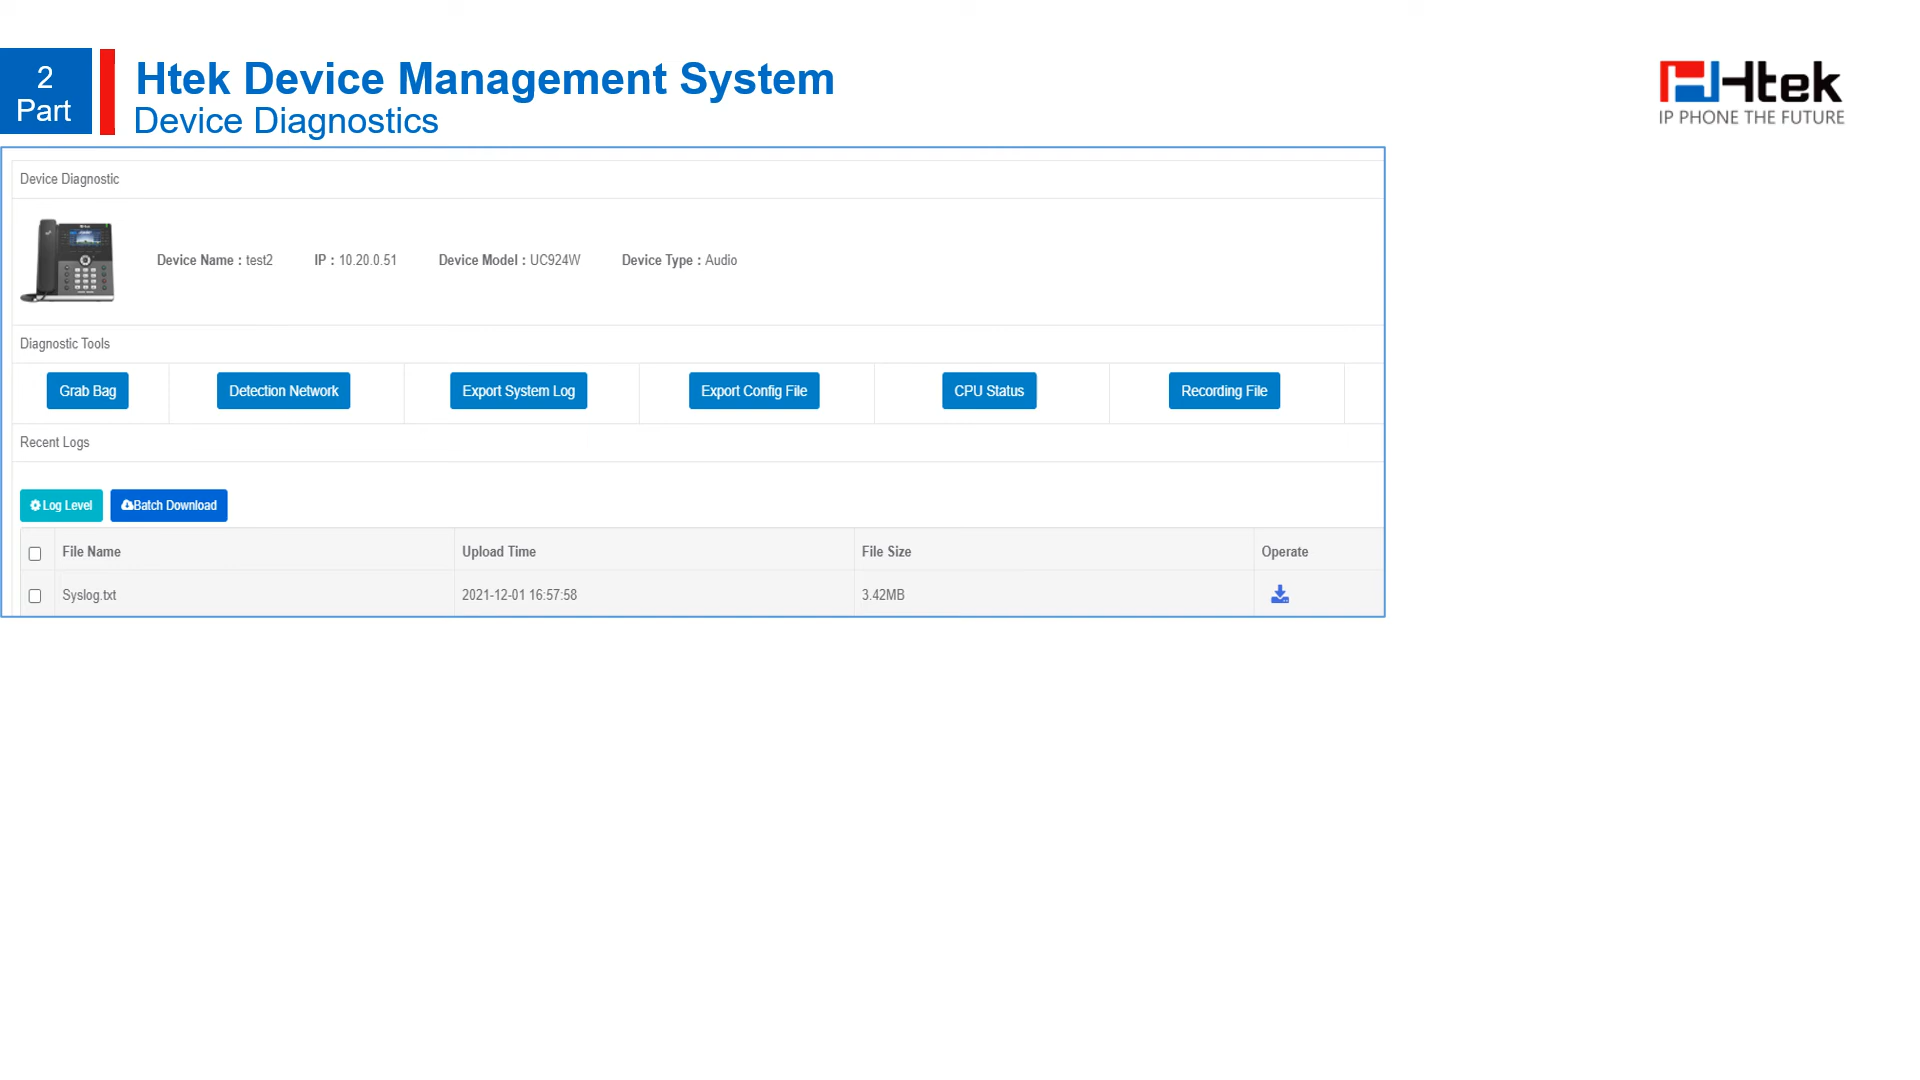 2
Part
Htek Device Management System
Device Diagnostics
Htek
IP PHONE THE FUTURE
Device Diagnostic
Device Name : test2 IP : 10.20.0.51 Device Model : UC924W Device Type : Audio
Diagnostic Tools
Grab Bag Detection Network Export System Log Export Config File CPU Status Recording File
Recent Logs
Log Level Batch Download
File Name Upload Time File Size Operate
Syslog.txt 2021-12-01 16:57:58 3.42MB